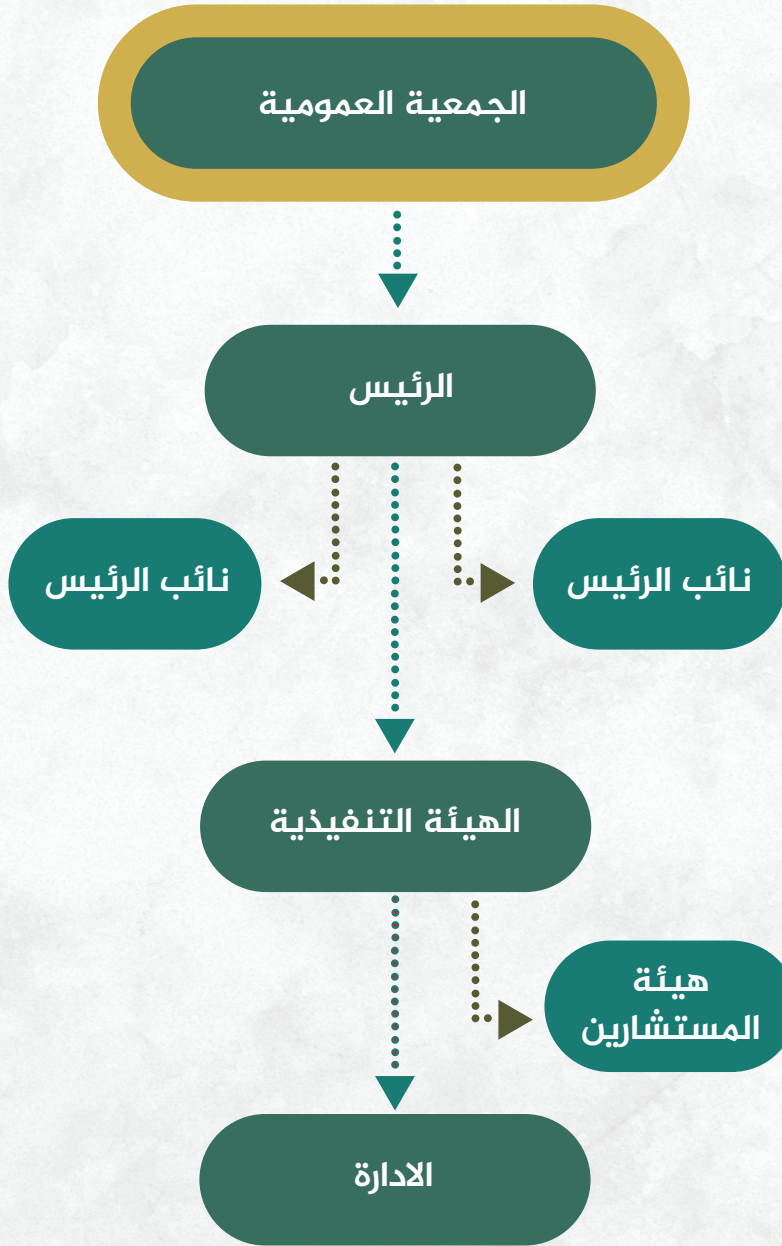 الجمعية العمومية
الرئيس
نائب الرئيس
نائب الرئيس
الهيئة التنفيذية
هيئة
المستشارين
الادارة